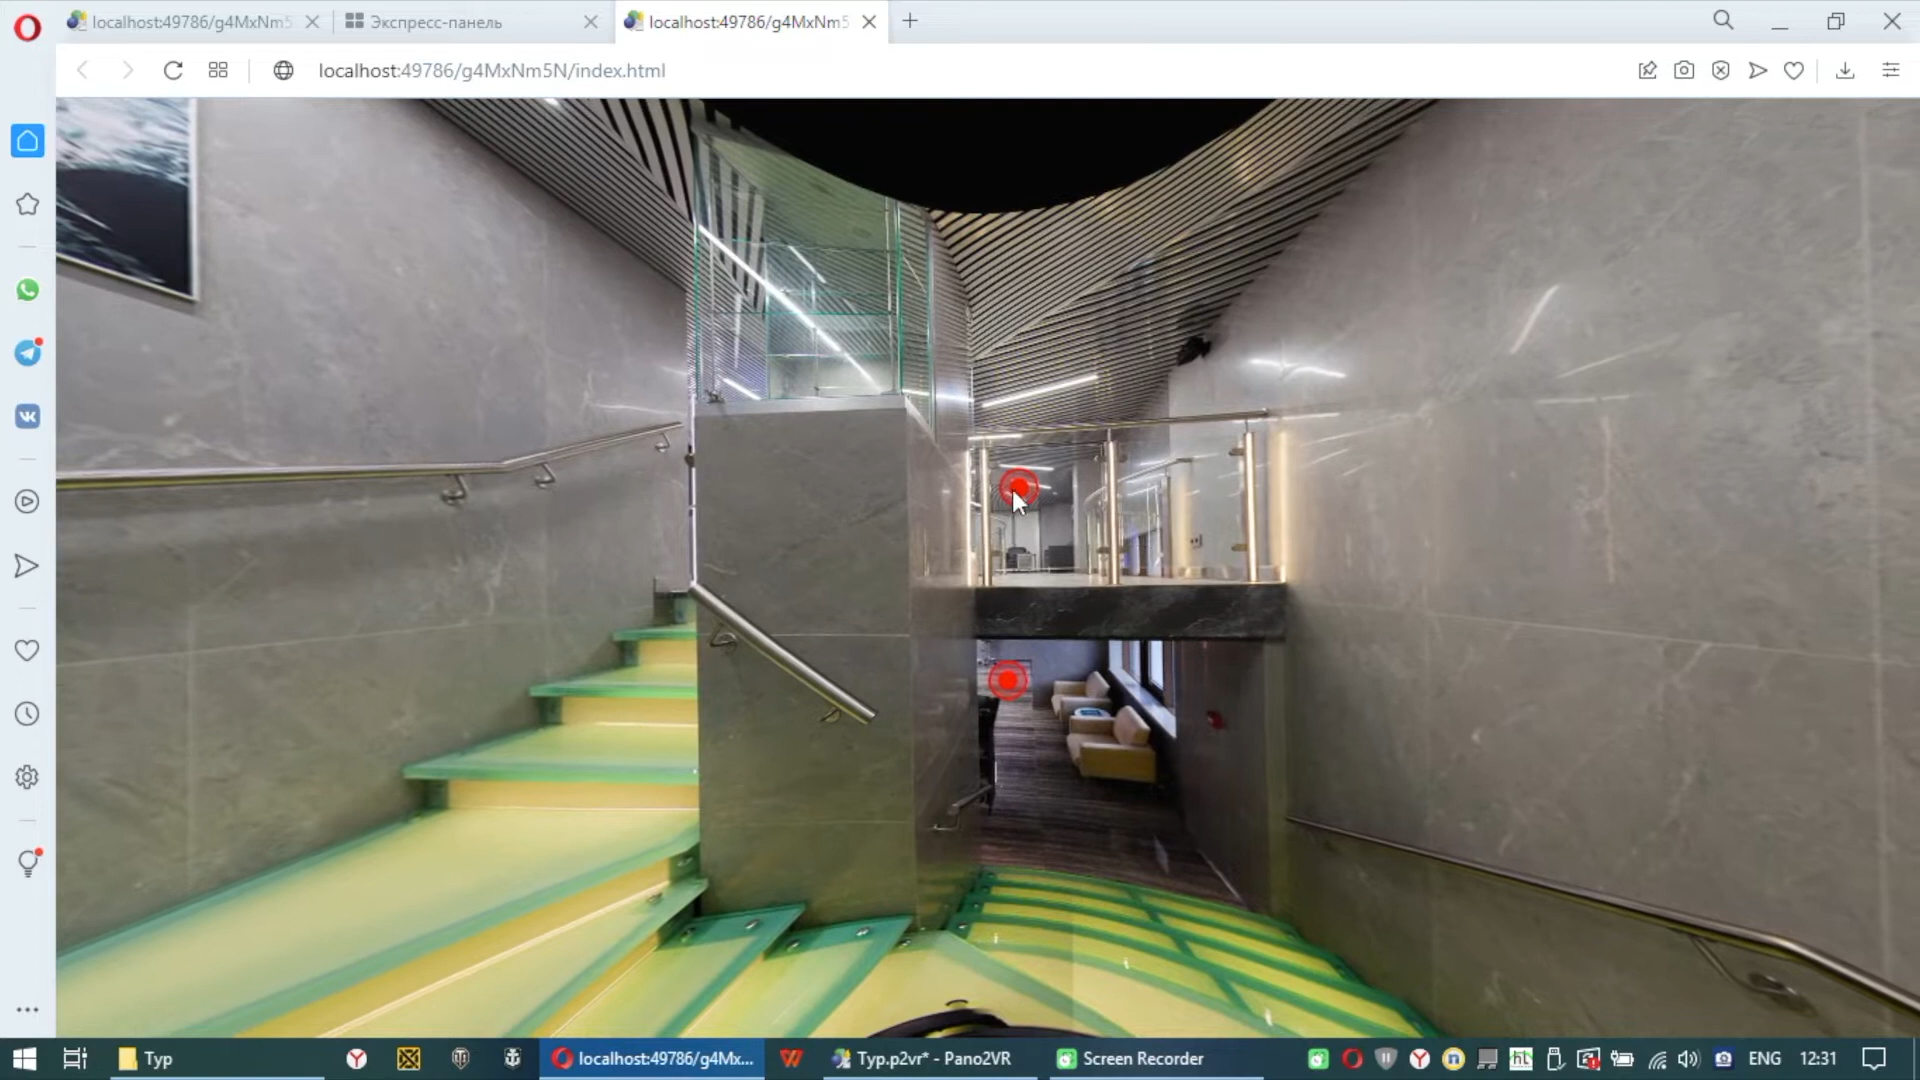 localhost:49786/g4MxNm5
Экспресс-панель
localhost:49786/g4MxNm5
localhost:49786/g4MxNm5N/index.html
Тур
localhost:49786/g4Mx...
Тур.p2vr* - Pano2VR
Screen Recorder
ENG
12:31